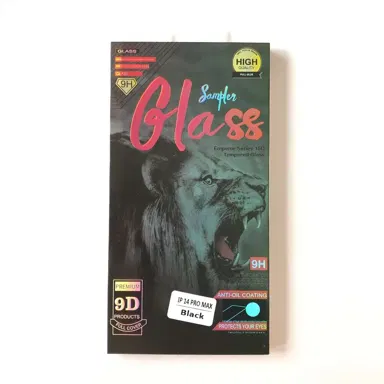 GLASS
9H
HIGH
QUALITY
Sampler
Glass
9H
PREMIUM
9D
PRODUCTS
FULL COVER
IP 14 PRO MAX
Black
ANTI-OIL COATING
PROTECTS YOUR EYES